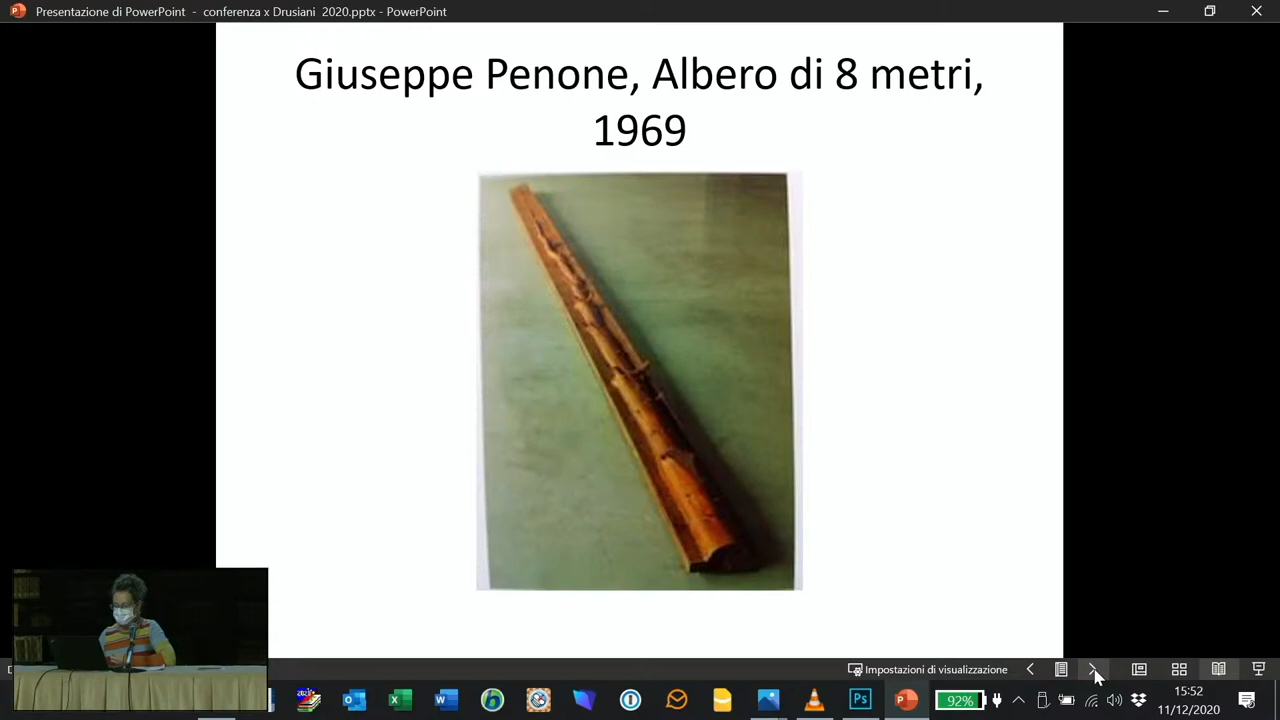 Presentazione di PowerPoint - conferenza x Drusiani 2020.pptx - PowerPoint
Giuseppe Penone, Albero di 8 metri,
1969
Impostazioni di visualizzazione
92%
15:52
11/12/2020